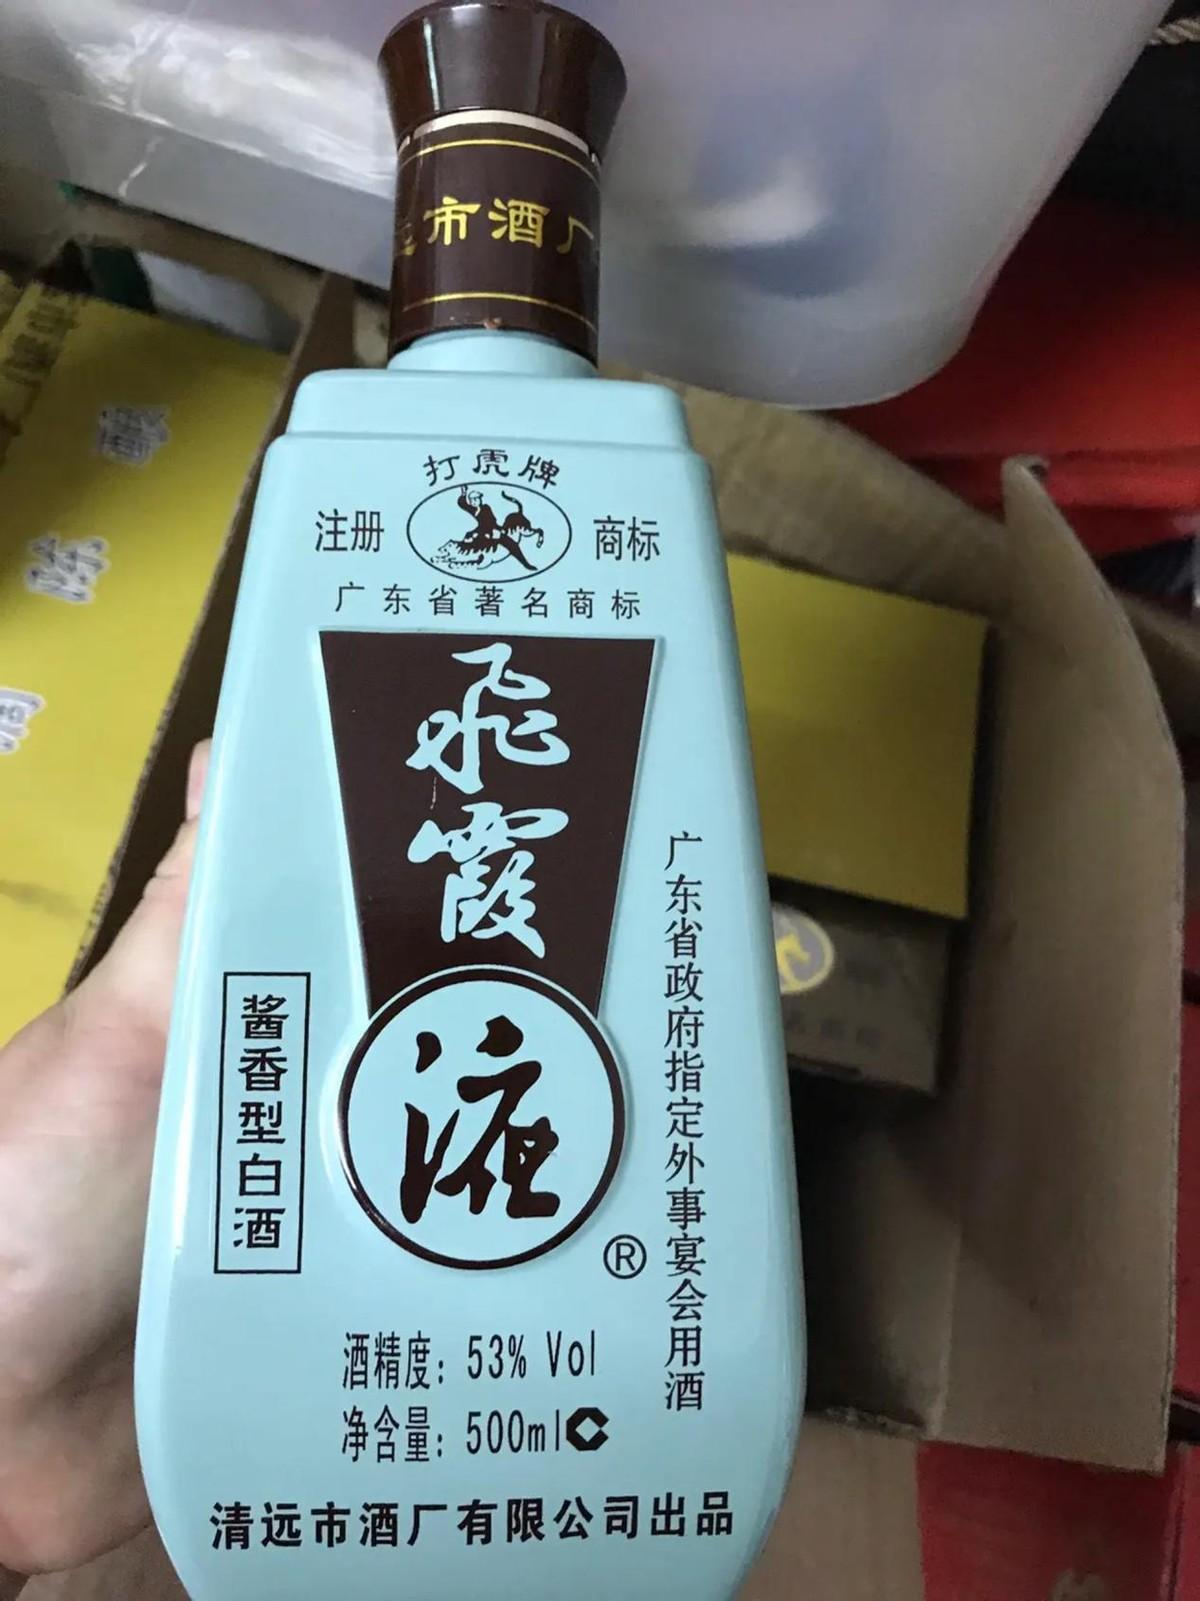 市酒厂
打虎牌
注册 商标
广东省著名商标
飞霞
液
®
酱香型白酒
广东省政府指定外事宴会用酒
酒精度：53% Vol
净含量：500ml
清远市酒厂有限公司出品